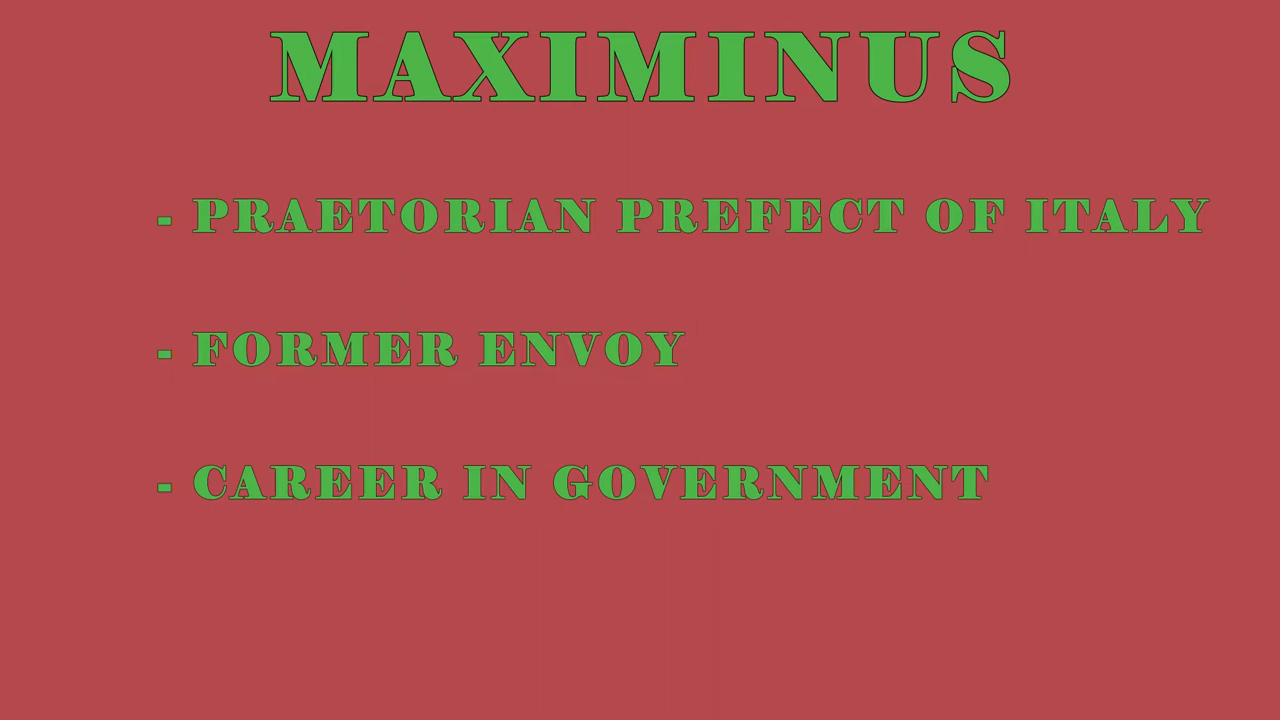 MAXIMINUS
- PRAETORIAN PREFECT OF ITALY
- FORMER ENVOY
- CAREER IN GOVERNMENT